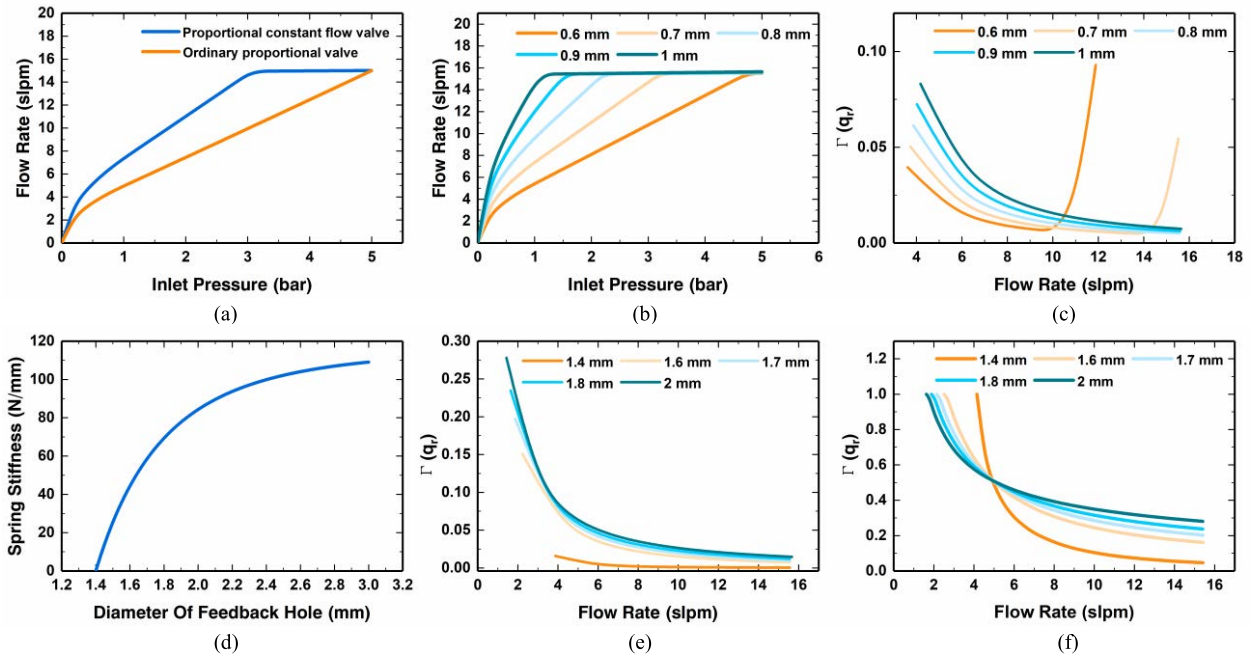 Flow Rate (slpm)
21
20
18
16
14
12
10
8
6
4
2
0
Proportional constant flow valve
Ordinary proportional valve
0 1 2 3 4 5
Inlet Pressure (bar)
(a)
Flow Rate (slpm)
21
20
18
16
14
12
10
8
6
4
2
0
0.6 mm 0.7 mm 0.8 mm
0.9 mm 1 mm
0 1 2 3 4 5 6
Inlet Pressure (bar)
(b)
Γ (qr)
0.10
0.05
0.00
0.6 mm 0.7 mm 0.8 mm
0.9 mm 1 mm
4 6 8 10 12 14 16 18
Flow Rate (slpm)
(c)
Spring Stiffness (N/mm)
120
100
80
60
40
20
0
1.2 1.4 1.6 1.8 2.0 2.2 2.4 2.6 2.8 3.0 3.2
Diameter Of Feedback Hole (mm)
(d)
Γ (qr)
0.30
0.25
0.20
0.15
0.10
0.05
0.00
1.4 mm 1.6 mm 1.7 mm
1.8 mm 2 mm
0 2 4 6 8 10 12 14 16
Flow Rate (slpm)
(e)
Γ (qr)
1.2
1.0
0.8
0.6
0.4
0.2
0.0
1.4 mm 1.6 mm 1.7 mm
1.8 mm 2 mm
0 2 4 6 8 10 12 14 16
Flow Rate (slpm)
(f)